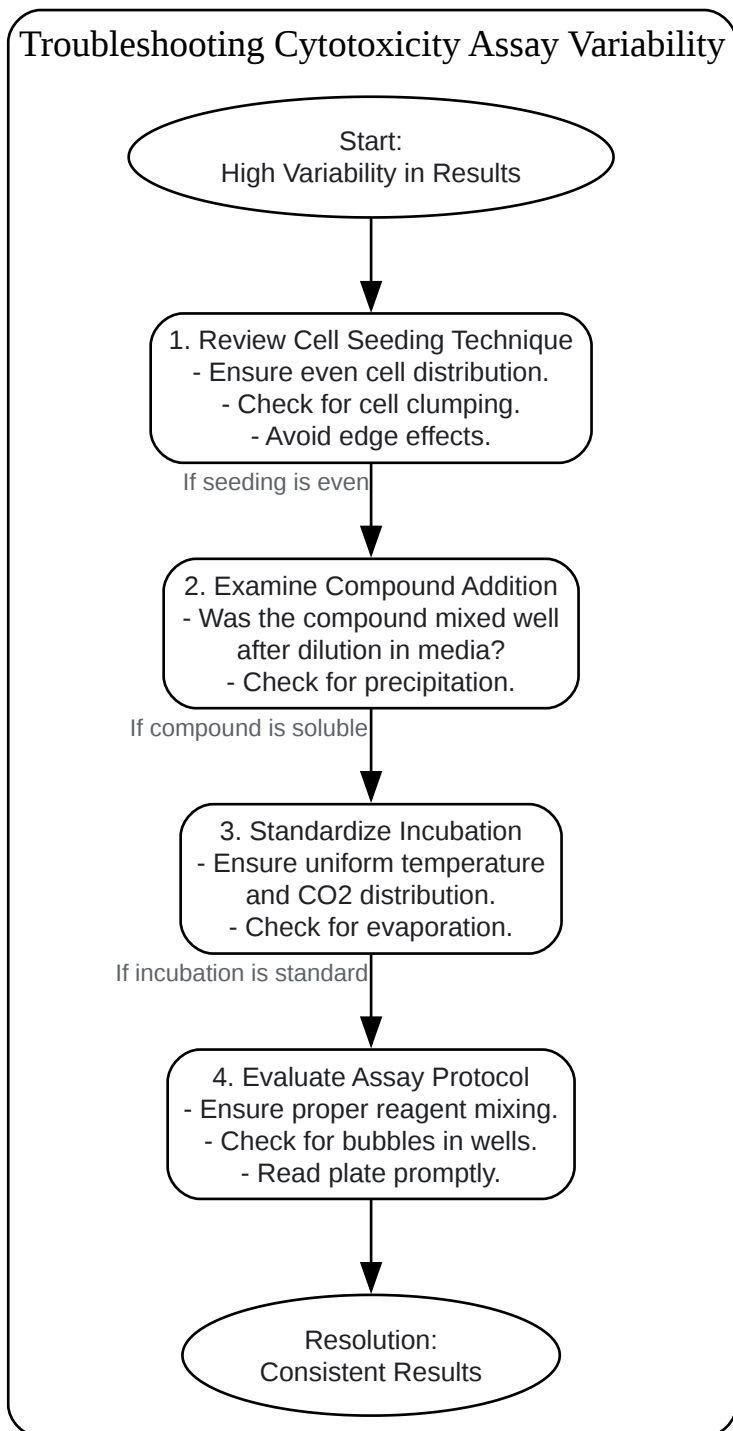 Troubleshooting Cytotoxicity Assay Variability
Start:
High Variability in Results
1. Review Cell Seeding Technique
- Ensure even cell distribution.
- Check for cell clumping.
- Avoid edge effects.
If seeding is even
2. Examine Compound Addition
- Was the compound mixed well
after dilution in media?
- Check for precipitation.
If compound is soluble
3. Standardize Incubation
- Ensure uniform temperature
and CO2 distribution.
- Check for evaporation.
If incubation is standard
4. Evaluate Assay Protocol
- Ensure proper reagent mixing.
- Check for bubbles in wells.
- Read plate promptly.
Resolution:
Consistent Results